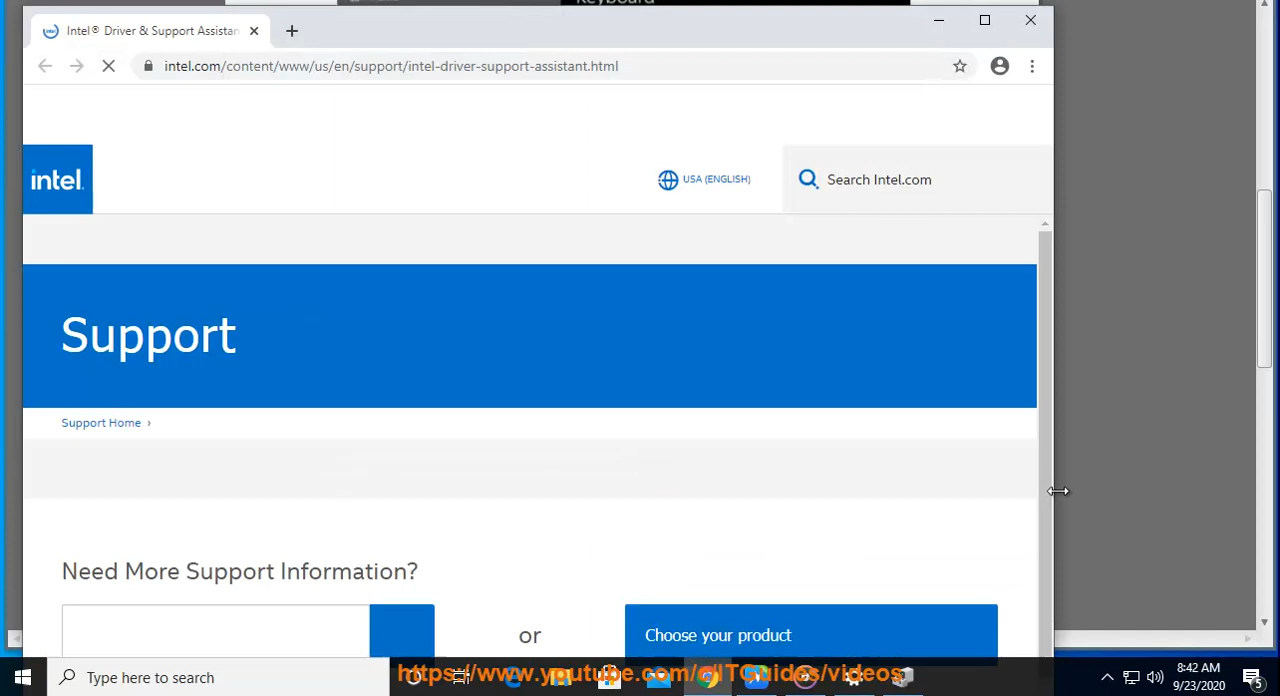 Keyboard
Intel® Driver & Support Assistan
intel.com/content/www/us/en/support/intel-driver-support-assistant.html
intel.
USA (ENGLISH)
Search Intel.com
Support
Support Home ›
Need More Support Information?
or
Choose your product
Type here to search
https://www.youtube.com/@ITGuides/videos
8:42 AM
9/23/2020
5